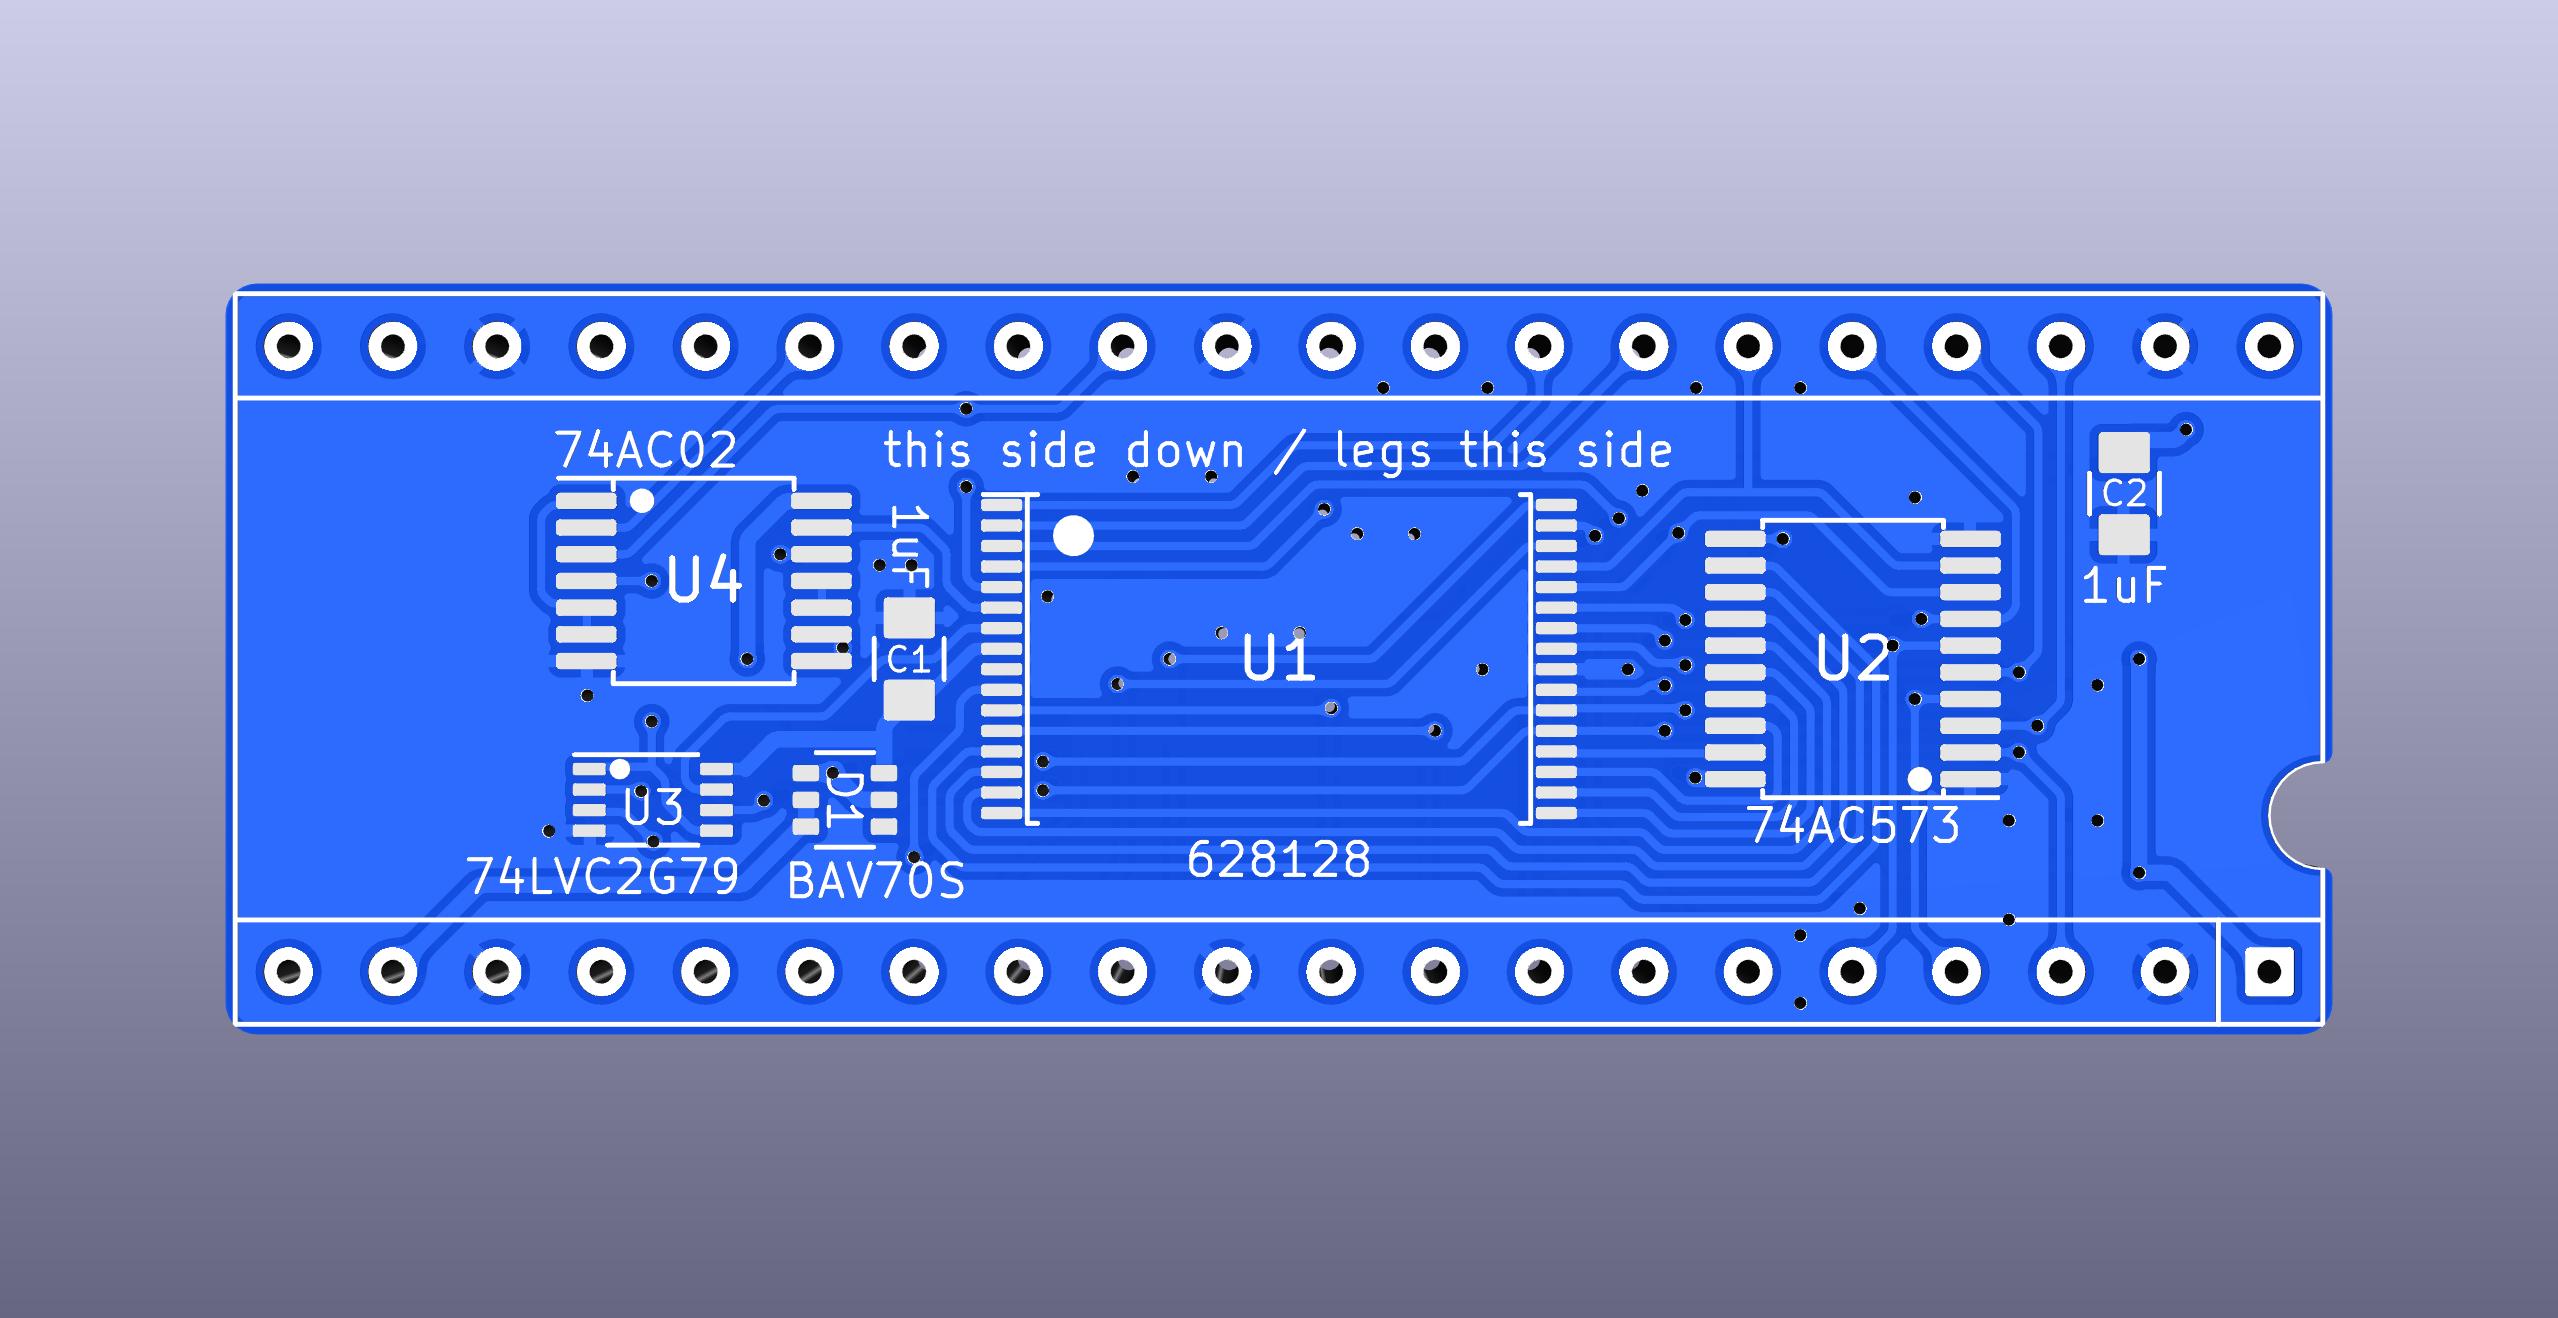 74AC02
this side down / legs this side
U4
1uF
C1
U1
U2
C2
1uF
U3
D1
74AC573
74LVC2G79
BAV70S
628128